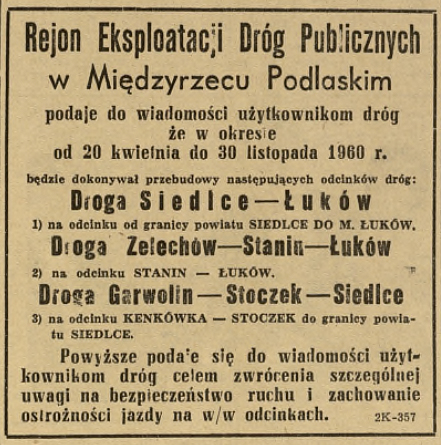 Rejon Eksploatacji Dróg Publicznych
w Międzyrzecu Podlaskim
podaje do wiadomości użytkownikom dróg
że w okresie
od 20 kwietnia do 30 listopada 1960 r.
będzie dokonywał przebudowy następujących odcinków dróg:
Droga Siedlce—Łuków
1) na odcinku od granicy powiatu SIEDLCE DO M. ŁUKÓW.
Droga Żelechów—Stanin—Łuków
2) na odcinku STANIN — ŁUKÓW.
Droga Garwolin—Stoczek—Siedlce
3) na odcinku KENKÓWKA — STOCZEK do granicy powia-
tu SIEDLCE.
Powyższe podaje się do wiadomości użyt-
kownikom dróg celem zwrócenia szczególnej
uwagi na bezpieczeństwo ruchu i zachowanie
ostrożności jazdy na w/w odcinkach. 2K-357